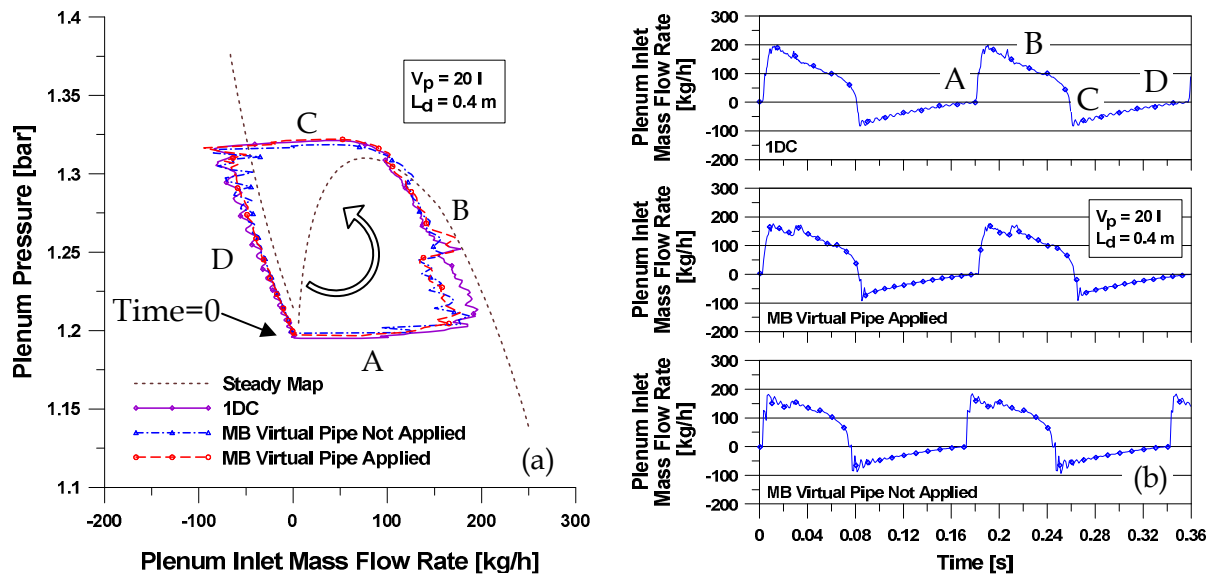 1.4
1.35
1.3
1.25
1.2
1.15
1.1
Plenum Pressure [bar]
V p = 20 l
L d = 0.4 m
C
B
D
Time=0
A
Steady Map
1DC
MB Virtual Pipe Not Applied
MB Virtual Pipe Applied
(a)
-200 -100 0 100 200 300
Plenum Inlet Mass Flow Rate [kg/h]
Plenum Inlet
Mass Flow Rate
[kg/h]
300
200
100
0
-100
200
A
B
C
D
1DC
Plenum Inlet
Mass Flow Rate
[kg/h]
300
200
100
0
-100
-200
V p = 20 l
L d = 0.4 m
MB Virtual Pipe Applied
Plenum Inlet
Mass Flow Rate
[kg/h]
300
200
100
0
-100
-200
(b)
MB Virtual Pipe Not Applied
0 0.04 0.08 0.12 0.16 0.2 0.24 0.28 0.32 0.36
Time [s]